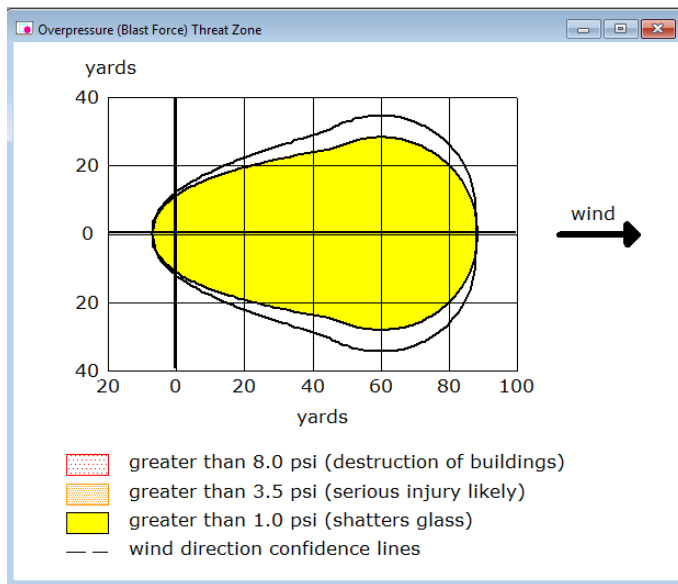 Overpressure (Blast Force) Threat Zone
yards
40
20
0
20
40
20 0 20 40 60 80 100
yards
wind
greater than 8.0 psi (destruction of buildings)
greater than 3.5 psi (serious injury likely)
greater than 1.0 psi (shatters glass)
wind direction confidence lines